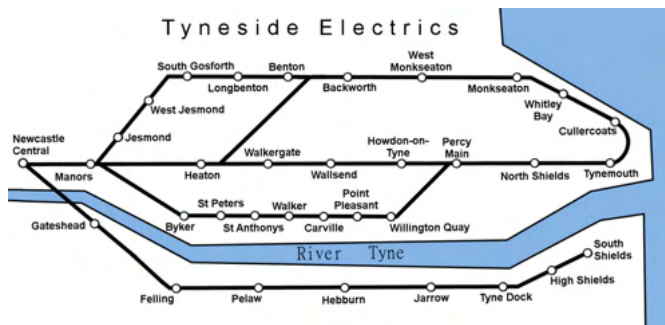 Tyneside Electrics
South Gosforth
Benton
West
Monkseaton
Longbenton
Backworth
Monkseaton
West Jesmond
Whitley
Bay
Cullercoats
Jesmond
Newcastle
Central
Manors
Heaton
Walkergate
Wallsend
Howdon-on-
Tyne
Percy
Main
North Shields
Tynemouth
Byker
St Peters
St Anthonys
Walker
Carville
Point
Pleasant
Willington Quay
Gateshead
River Tyne
South
Shields
High Shields
Felling
Pelaw
Hebburn
Jarrow
Tyne Dock